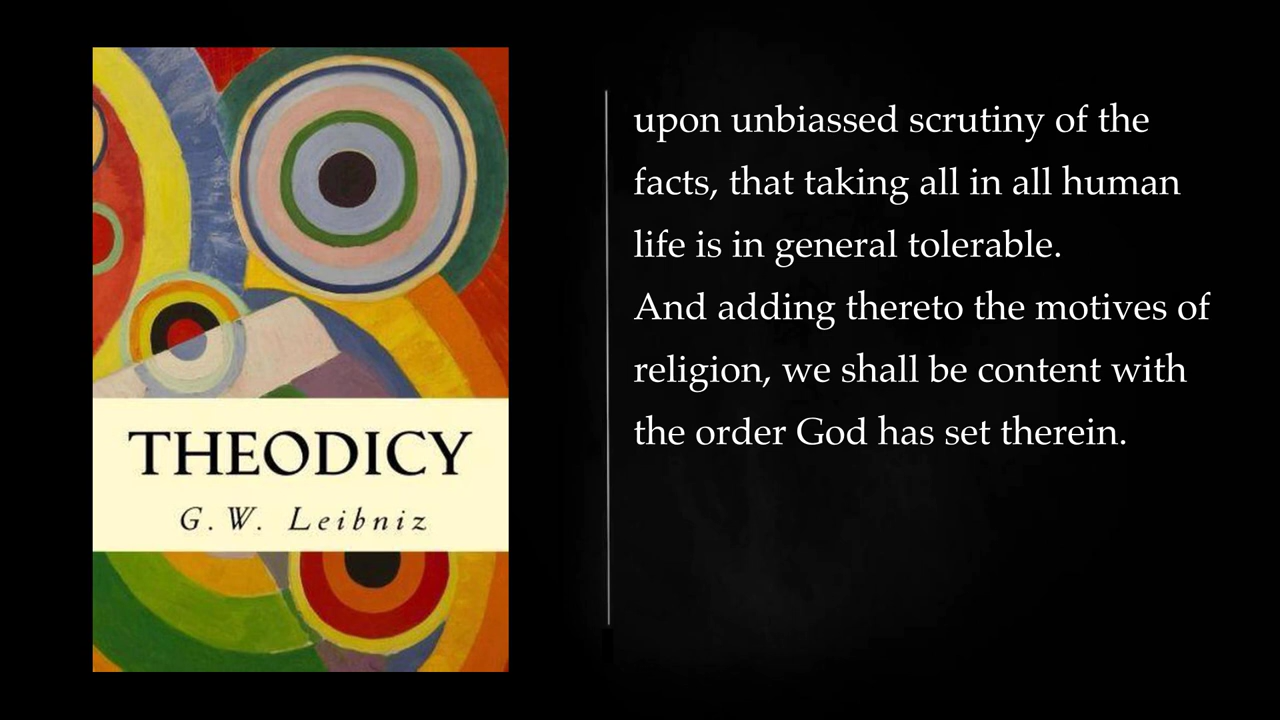 THEODICY
G. W. Leibniz
upon unbiassed scrutiny of the
facts, that taking all in all human
life is in general tolerable.
And adding thereto the motives of
religion, we shall be content with
the order God has set therein.